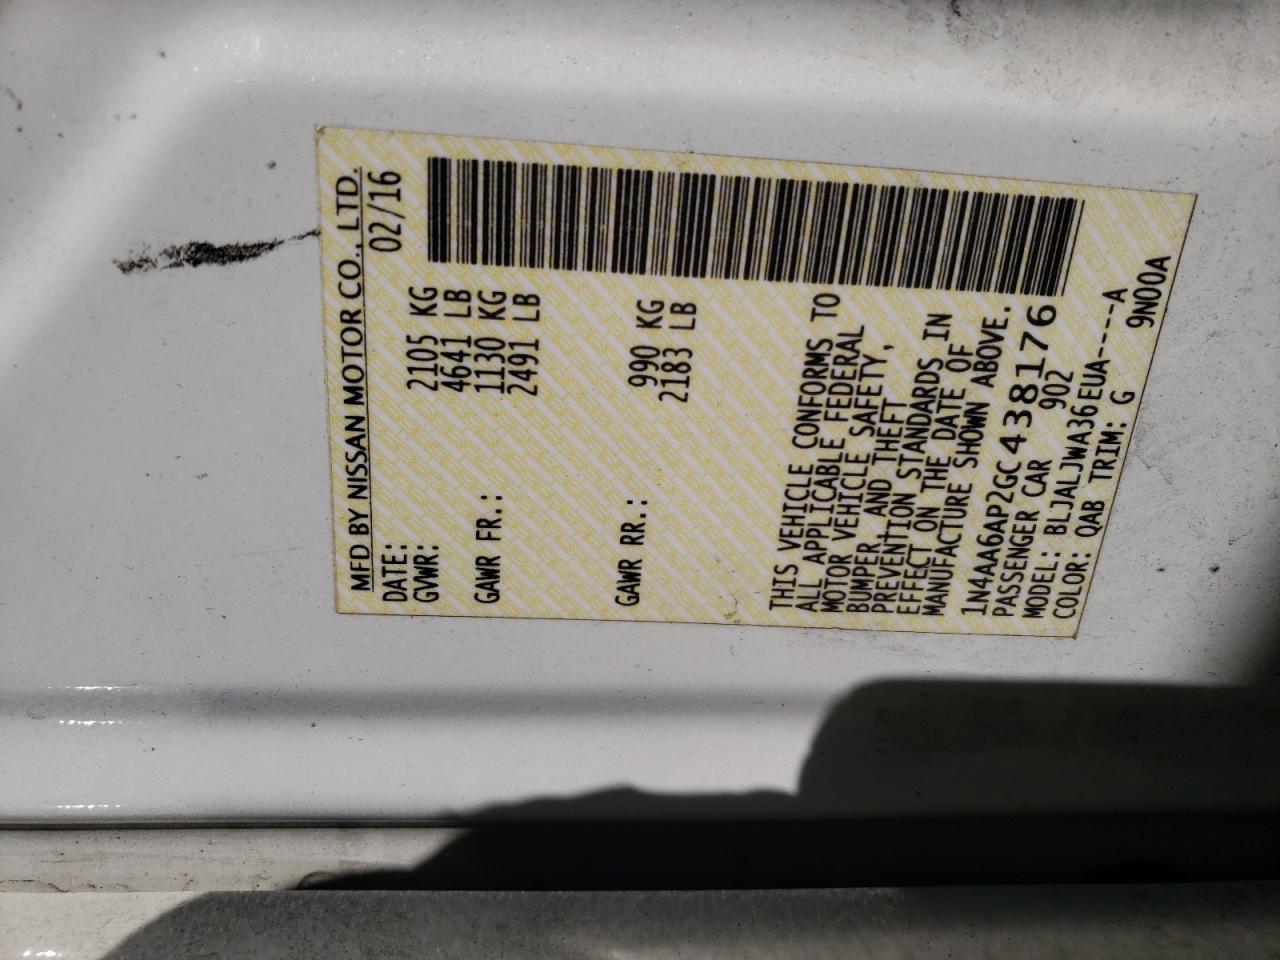 MFD BY NISSAN MOTOR CO., LTD.
DATE: 02/16
GVWR: 2105 KG
4641 LB
GAWR FR.: 1130 KG
2491 LB
GAWR RR.: 990 KG
2183 LB
THIS VEHICLE CONFORMS TO
ALL APPLICABLE FEDERAL
MOTOR VEHICLE SAFETY,
BUMPER, AND THEFT
PREVENTION STANDARDS IN
EFFECT ON THE DATE OF
MANUFACTURE SHOWN ABOVE.
1N4AA6AP2GC438176
PASSENGER CAR 902
MODEL: BLJALJWA36EUA----A
COLOR: QAB TRIM: G 9N00A